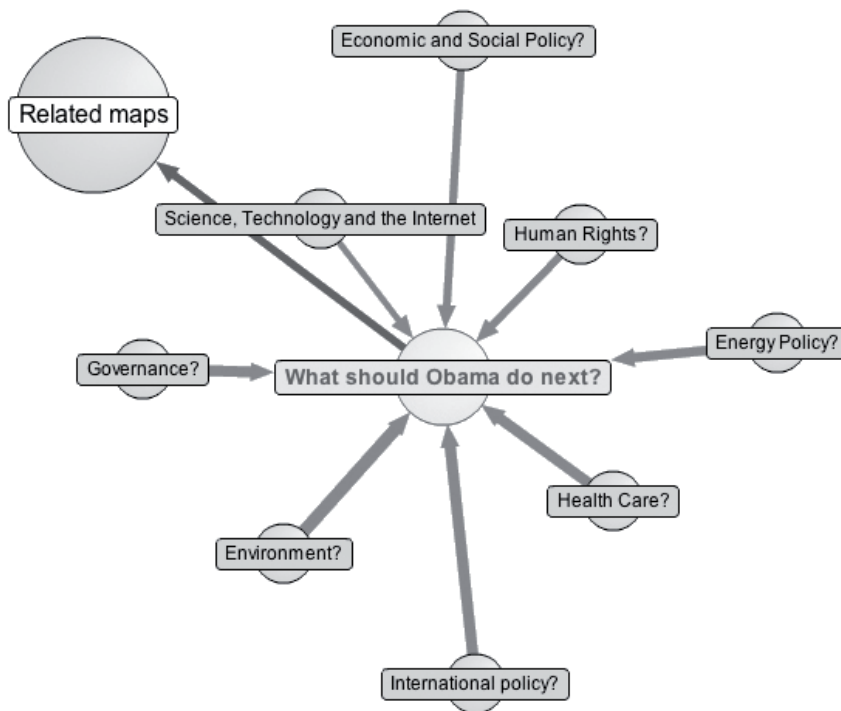 Economic and Social Policy?
Related maps
Science, Technology and the Internet
Human Rights?
Energy Policy?
Governance?
What should Obama do next?
Health Care?
Environment?
International policy?